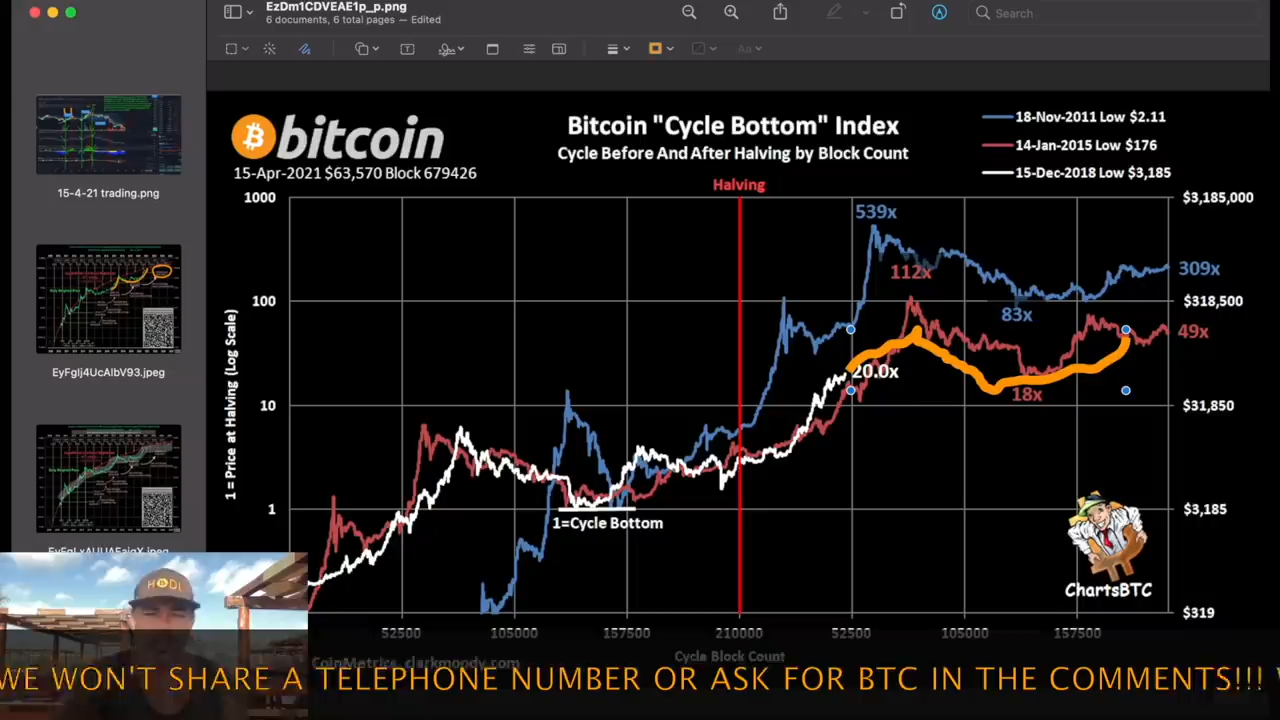 EzDm1CDVEAE1p_p.png
6 documents, 6 total pages — Edited
Search
15-4-21 trading.png
EyFgIj4UcAIbV93.jpeg
bitcoin
15-Apr-2021 $63,570 Block 679426
Bitcoin "Cycle Bottom" Index
Cycle Before And After Halving by Block Count
18-Nov-2011 Low $2.11
14-Jan-2015 Low $176
15-Dec-2018 Low $3,185
Halving
1000
100
10
1
1 = Price at Halving (Log Scale)
$3,185,000
$318,500
$31,850
$3,185
$319
539x
112x
309x
83x
49x
20.0x
18x
1=Cycle Bottom
ChartsBTC
52500
105000
157500
210000
52500
105000
157500
CoinMetrics, clarkmoody.com
Cycle Block Count
HODL
WE WON'T SHARE A TELEPHONE NUMBER OR ASK FOR BTC IN THE COMMENTS!!!